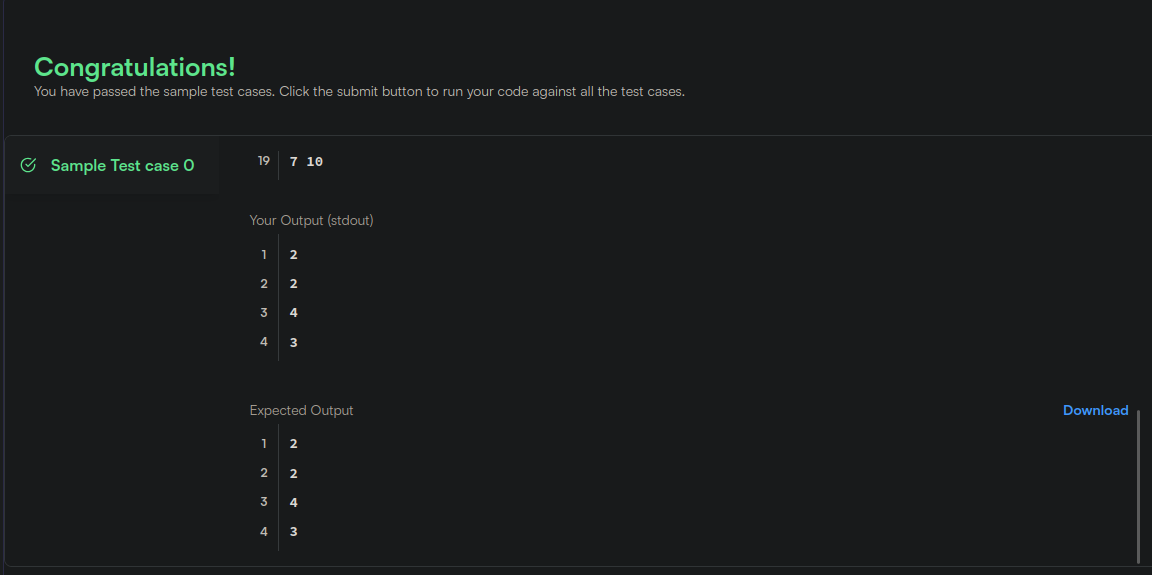 Congratulations!
You have passed the sample test cases. Click the submit button to run your code against all the test cases.
Sample Test case 0
19 7 10
Your Output (stdout)
1 2
2 2
3 4
4 3
Expected Output Download
1 2
2 2
3 4
4 3